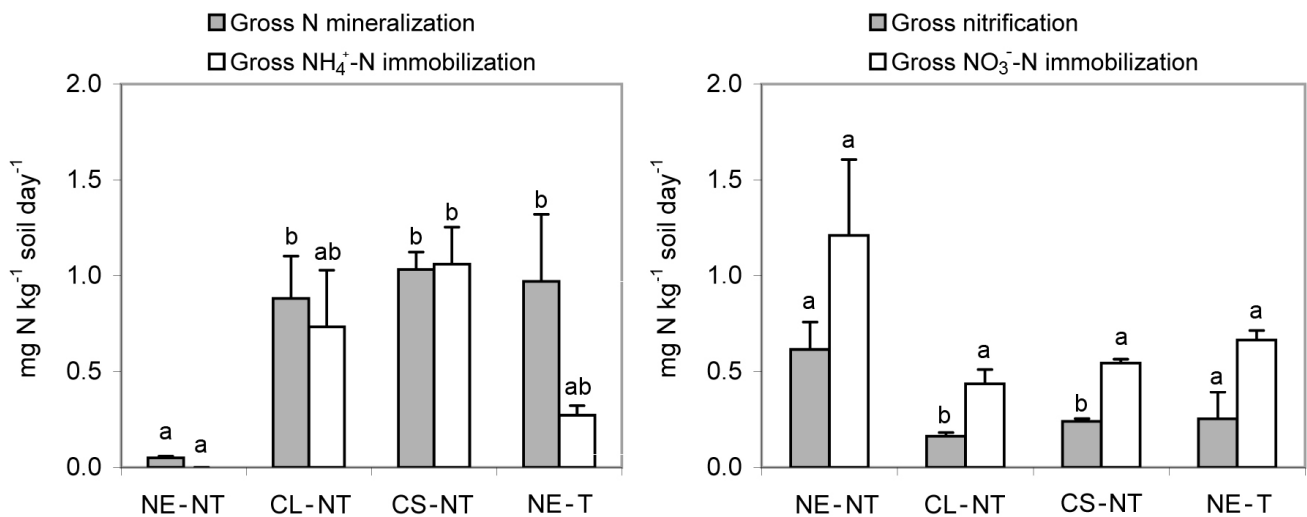 Gross N mineralization
Gross NH₄⁺-N immobilization
mg N kg⁻¹ soil day⁻¹
2.0
1.5
1.0
0.5
0.0
a
a
b
ab
b
b
b
ab
NE-NT
CL-NT
CS-NT
NE-T
Gross nitrification
Gross NO₃⁻-N immobilization
mg N kg⁻¹ soil day⁻¹
2.0
1.5
1.0
0.5
0.0
a
a
b
a
b
a
a
a
NE-NT
CL-NT
CS-NT
NE-T